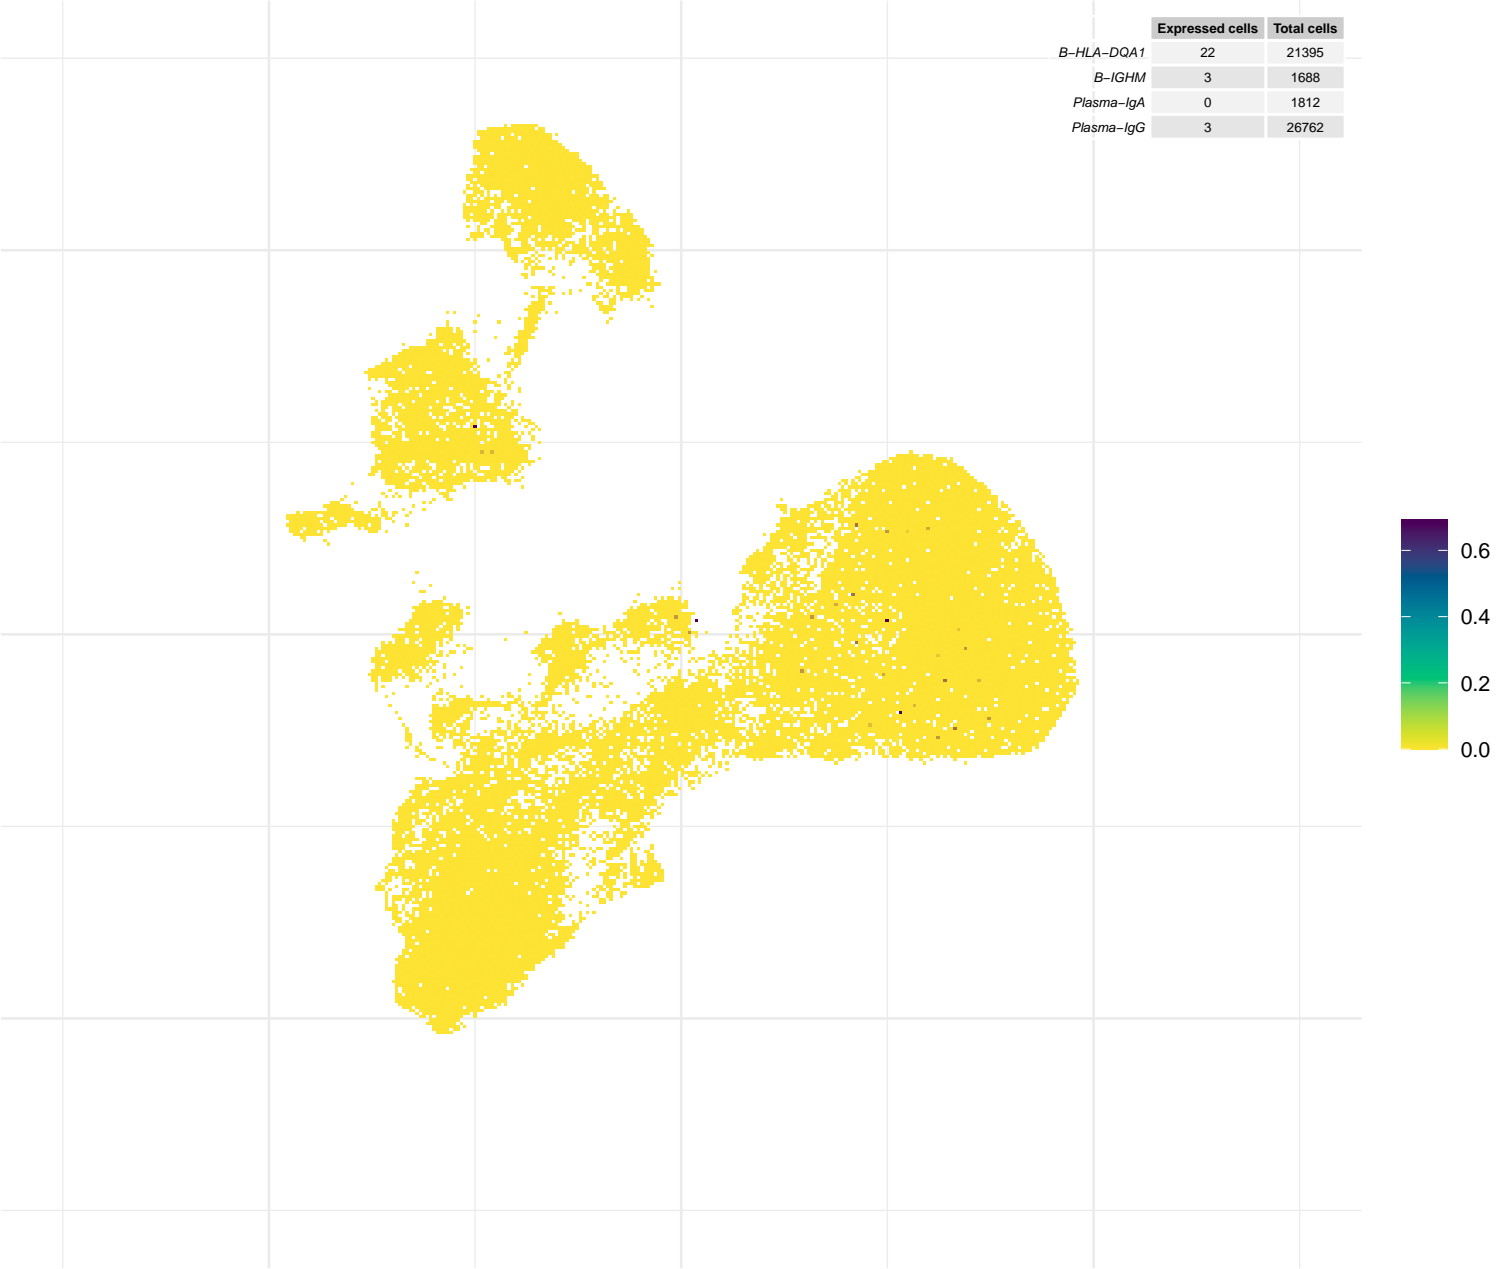 Expressed cells Total cells
B−HLA−DQA1 22 21395
B−IGHM 3 1688
Plasma−IgA 0 1812
Plasma−IgG 3 26762
0.6
0.4
0.2
0.0